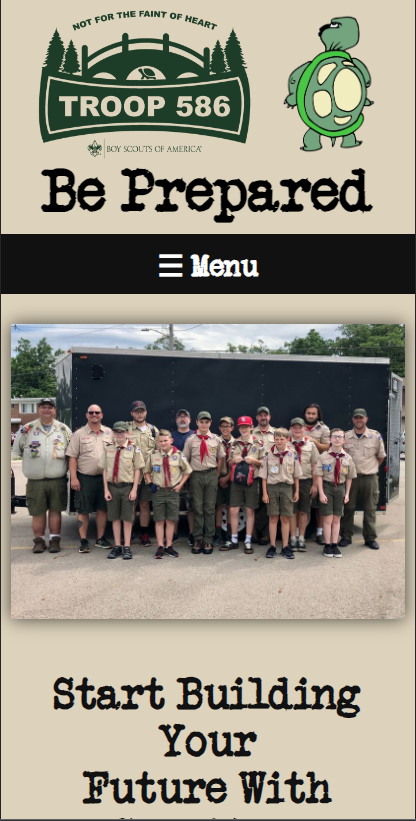 NOT FOR THE FAINT OF HEART
TROOP 586
BOY SCOUTS OF AMERICA
Be Prepared
☰ Menu
Start Building
Your
Future With